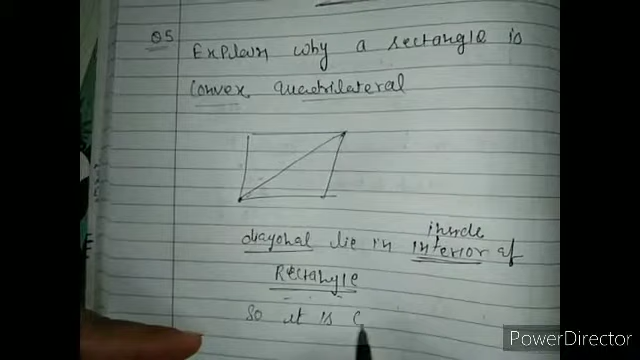 Q5
Explain why a rectangle is
convex quadrilateral
inside
diagonal lie in interior of
Rectangle
So it is C
PowerDirector